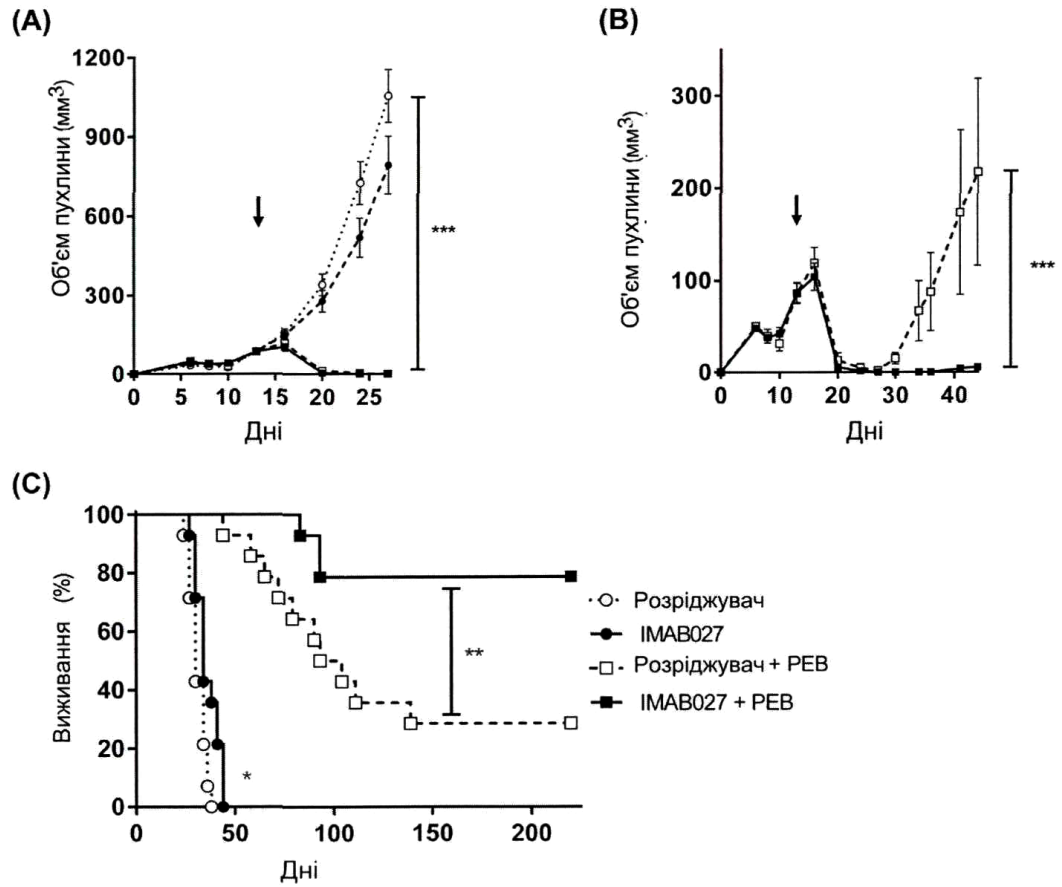 (A)
Об'єм пухлини (мм³)
1200
900
600
300
0
0 5 10 15 20 25
Дні
***
(B)
Об'єм пухлини (мм³)
300
200
100
0
0 10 20 30 40
Дні
***
(C)
Виживання (%)
100
80
60
40
20
0
0 50 100 150 200
Дні
*
**
Розріджувач
IMAB027
Розріджувач + PEB
IMAB027 + PEB